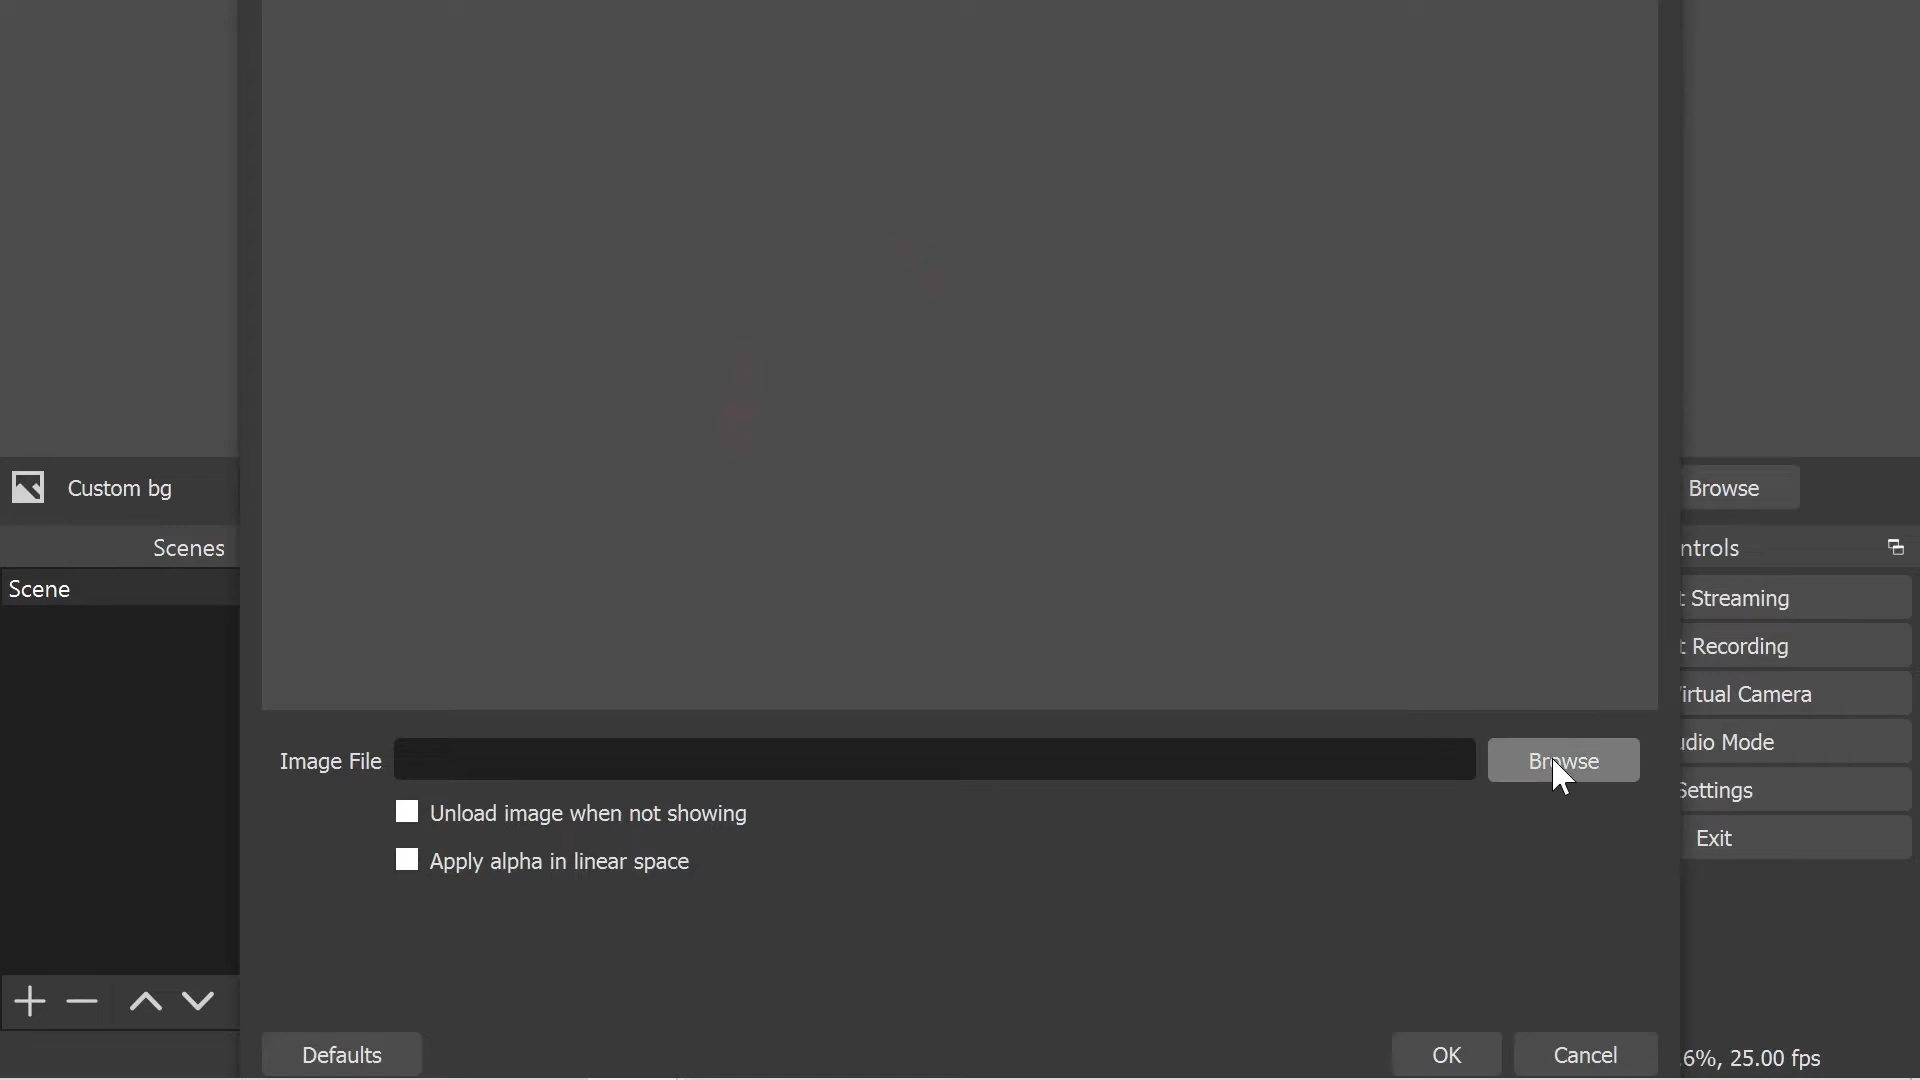 Custom bg
Browse
Scenes
ntrols
Scene
t Streaming
t Recording
irtual Camera
Image File
Browse
udio Mode
Settings
Unload image when not showing
Exit
Apply alpha in linear space
Defaults
OK
Cancel
.6%, 25.00 fps